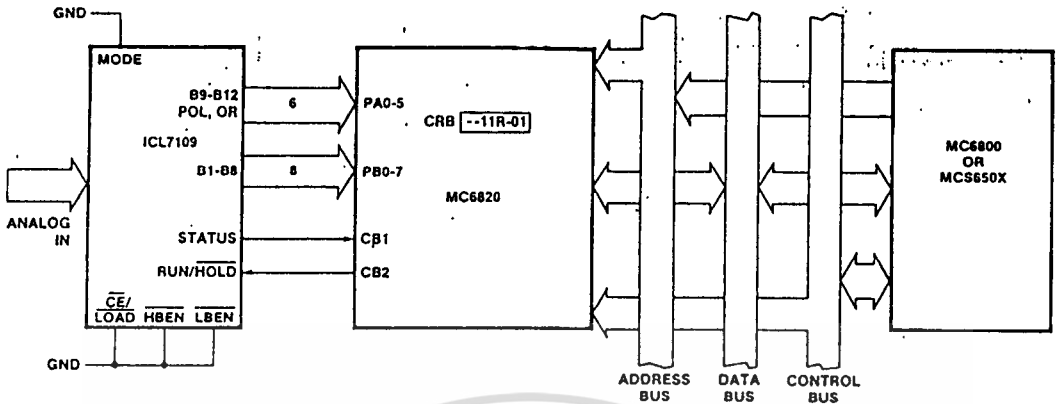 GND
MODE
B9-B12
POL, OR
6
PA0-5
ICL7109
CRB --11R-01
B1-B8
8
PB0-7
MC6820
MC6800
OR
MCS650X
ANALOG
IN
STATUS
CB1
RUN/HOLD
CB2
CE/
LOAD
HBEN
LBEN
GND
ADDRESS
BUS
DATA
BUS
CONTROL
BUS